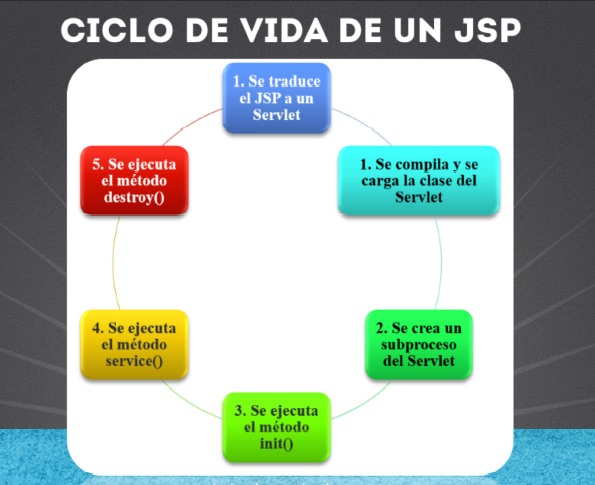 CICLO DE VIDA DE UN JSP
1. Se traduce
el JSP a un
Servlet
1. Se compila y se
carga la clase del
Servlet
2. Se crea un
subproceso
del Servlet
3. Se ejecuta
el método
init()
4. Se ejecuta
el método
service()
5. Se ejecuta
el método
destroy()